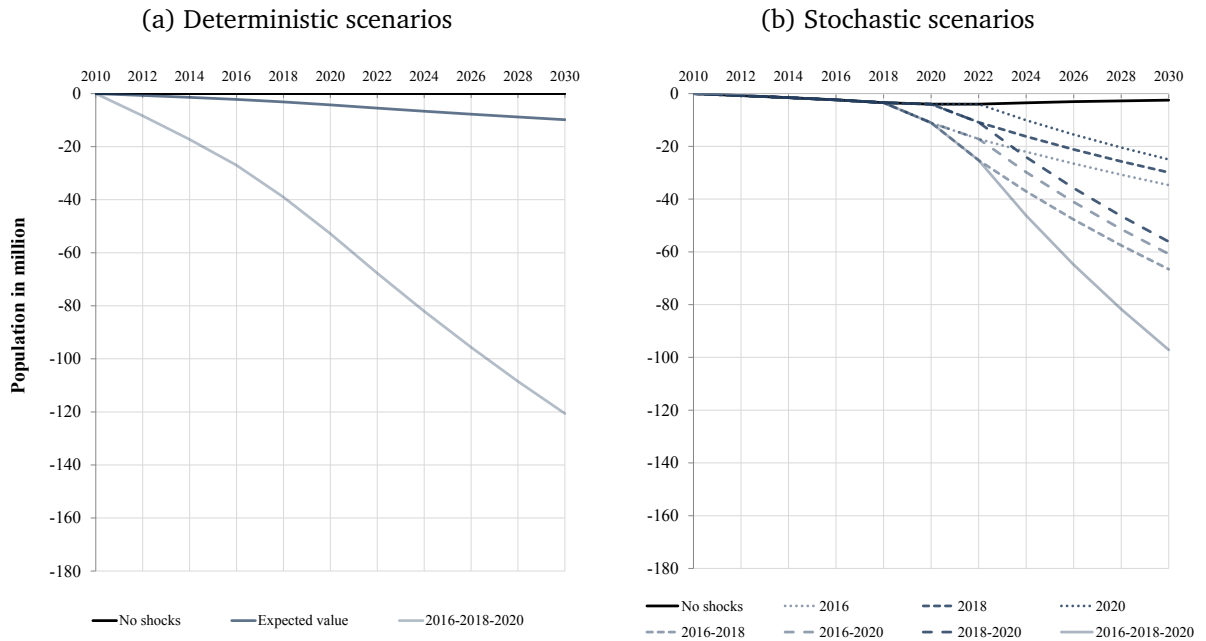 (a) Deterministic scenarios
2010 2012 2014 2016 2018 2020 2022 2024 2026 2028 2030
Population in million
0
-20
-40
-60
-80
-100
-120
-140
-160
-180
No shocks Expected value 2016-2018-2020
(b) Stochastic scenarios
2010 2012 2014 2016 2018 2020 2022 2024 2026 2028 2030
0
-20
-40
-60
-80
-100
-120
-140
-160
-180
No shocks 2016 2018 2020
2016-2018 2016-2020 2018-2020 2016-2018-2020